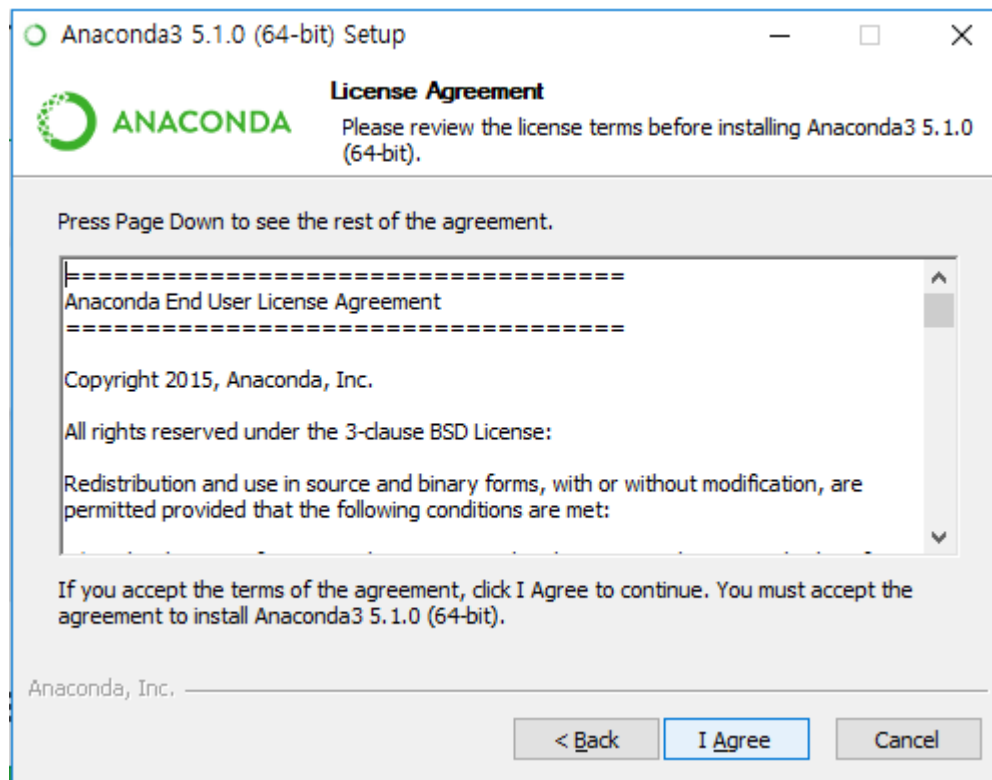 Anaconda3 5.1.0 (64-bit) Setup
ANACONDA
License Agreement
Please review the license terms before installing Anaconda3 5.1.0
(64-bit).
Press Page Down to see the rest of the agreement.
===================================
Anaconda End User License Agreement
===================================
Copyright 2015, Anaconda, Inc.
All rights reserved under the 3-clause BSD License:
Redistribution and use in source and binary forms, with or without modification, are
permitted provided that the following conditions are met:
If you accept the terms of the agreement, click I Agree to continue. You must accept the
agreement to install Anaconda3 5.1.0 (64-bit).
Anaconda, Inc.
< Back
I Agree
Cancel